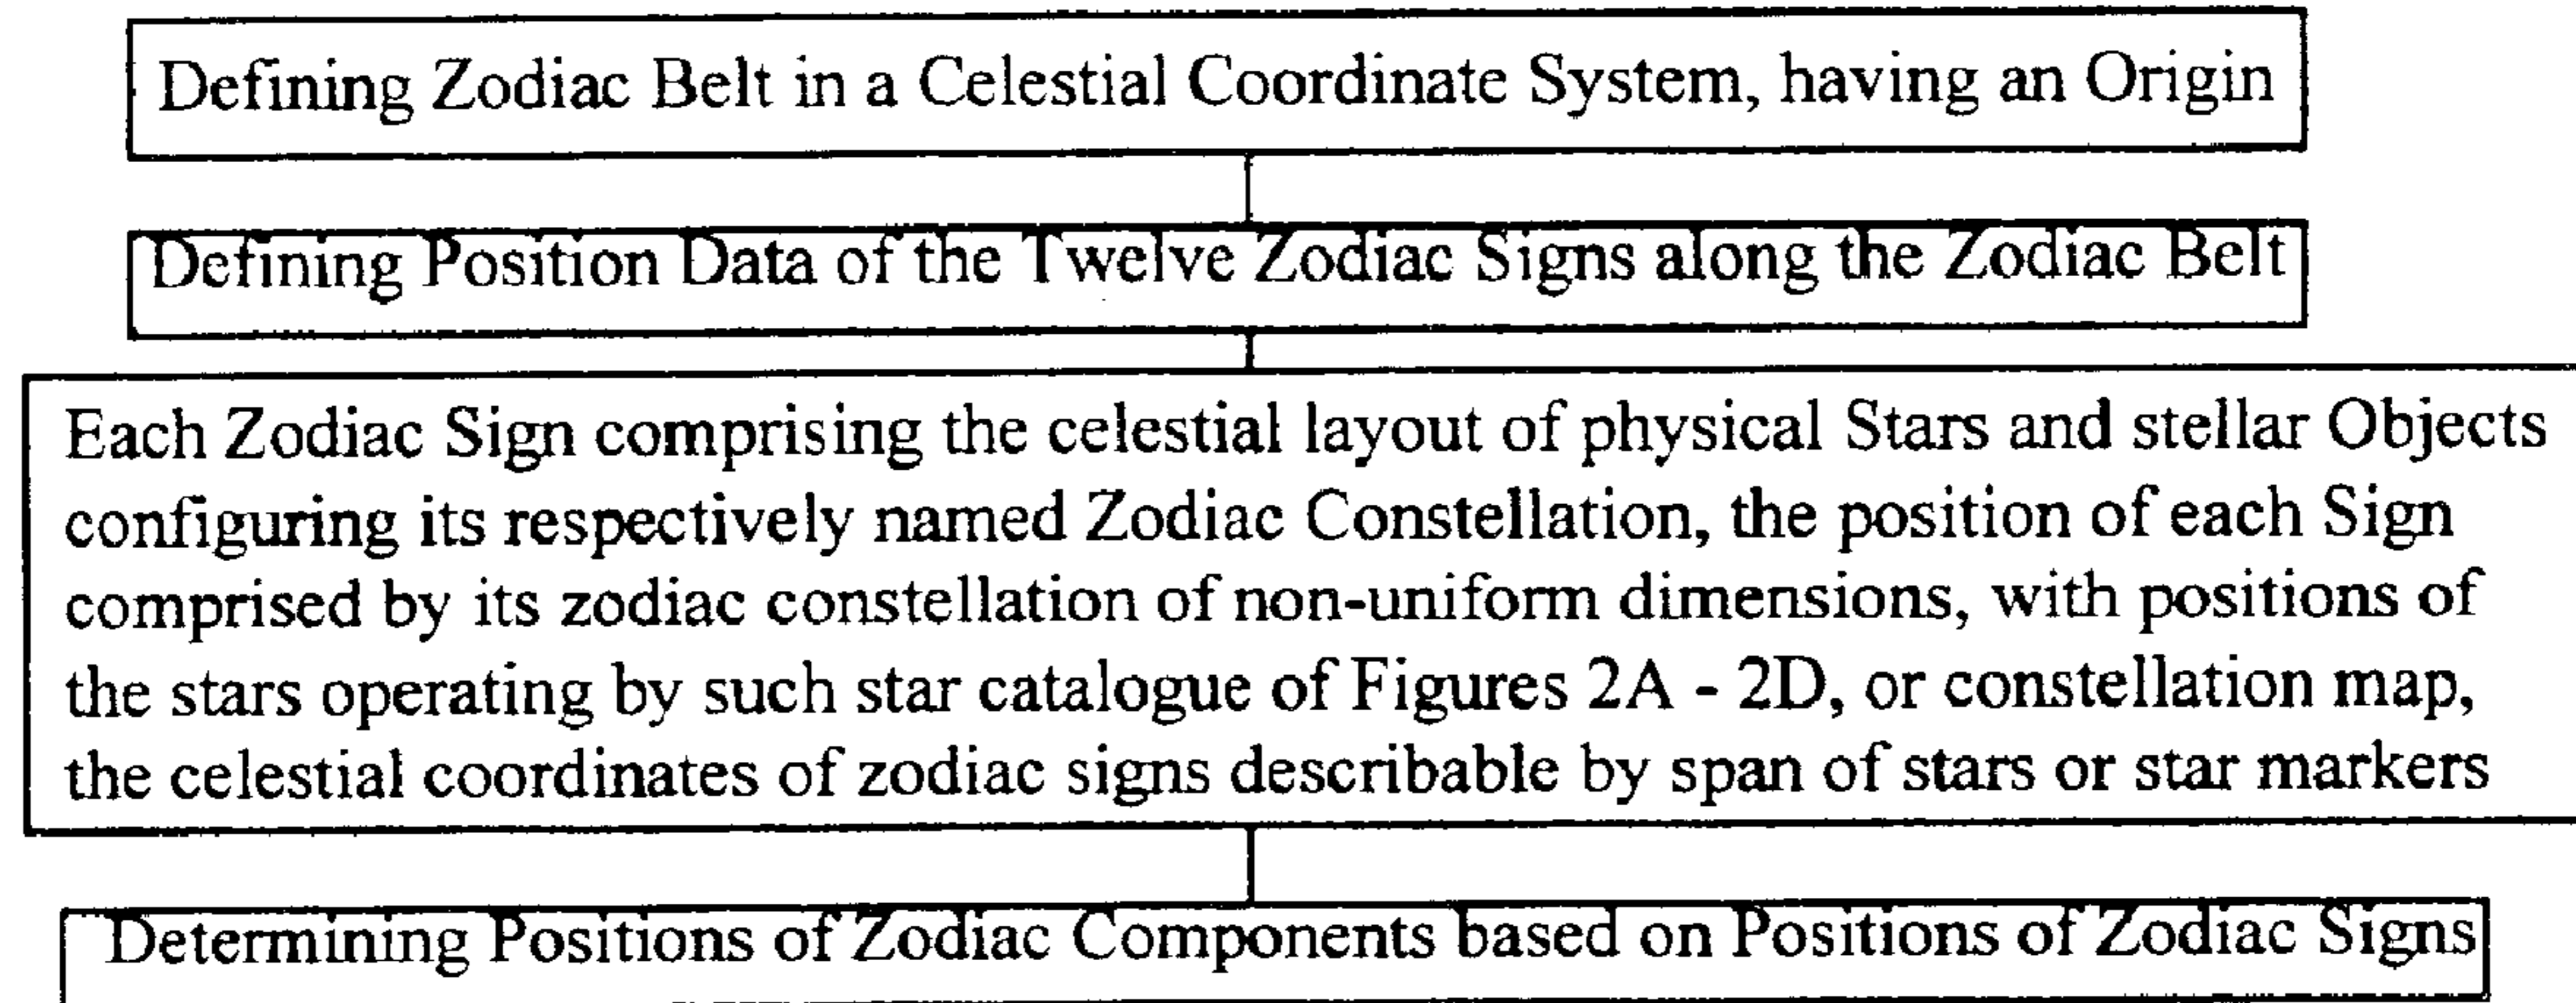 Defining Zodiac Belt in a Celestial Coordinate System, having an Origin
Defining Position Data of the Twelve Zodiac Signs along the Zodiac Belt
Each Zodiac Sign comprising the celestial layout of physical Stars and stellar Objects
configuring its respectively named Zodiac Constellation, the position of each Sign
comprised by its zodiac constellation of non-uniform dimensions, with positions of
the stars operating by such star catalogue of Figures 2A - 2D, or constellation map,
the celestial coordinates of zodiac signs describable by span of stars or star markers
Determining Positions of Zodiac Components based on Positions of Zodiac Signs